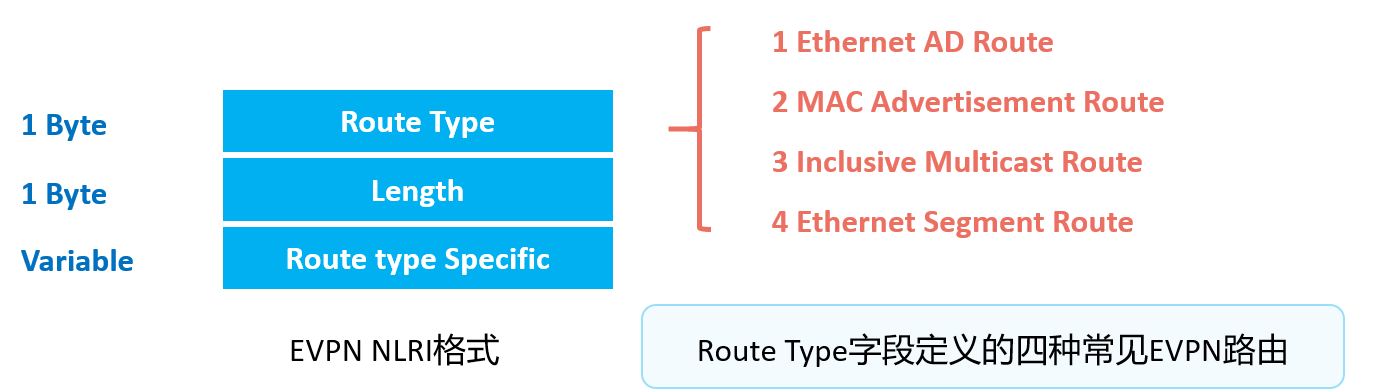 1 Byte
Route Type
1 Byte
Length
Variable
Route type Specific
EVPN NLRI格式
1 Ethernet AD Route
2 MAC Advertisement Route
3 Inclusive Multicast Route
4 Ethernet Segment Route
Route Type字段定义的四种常见EVPN路由